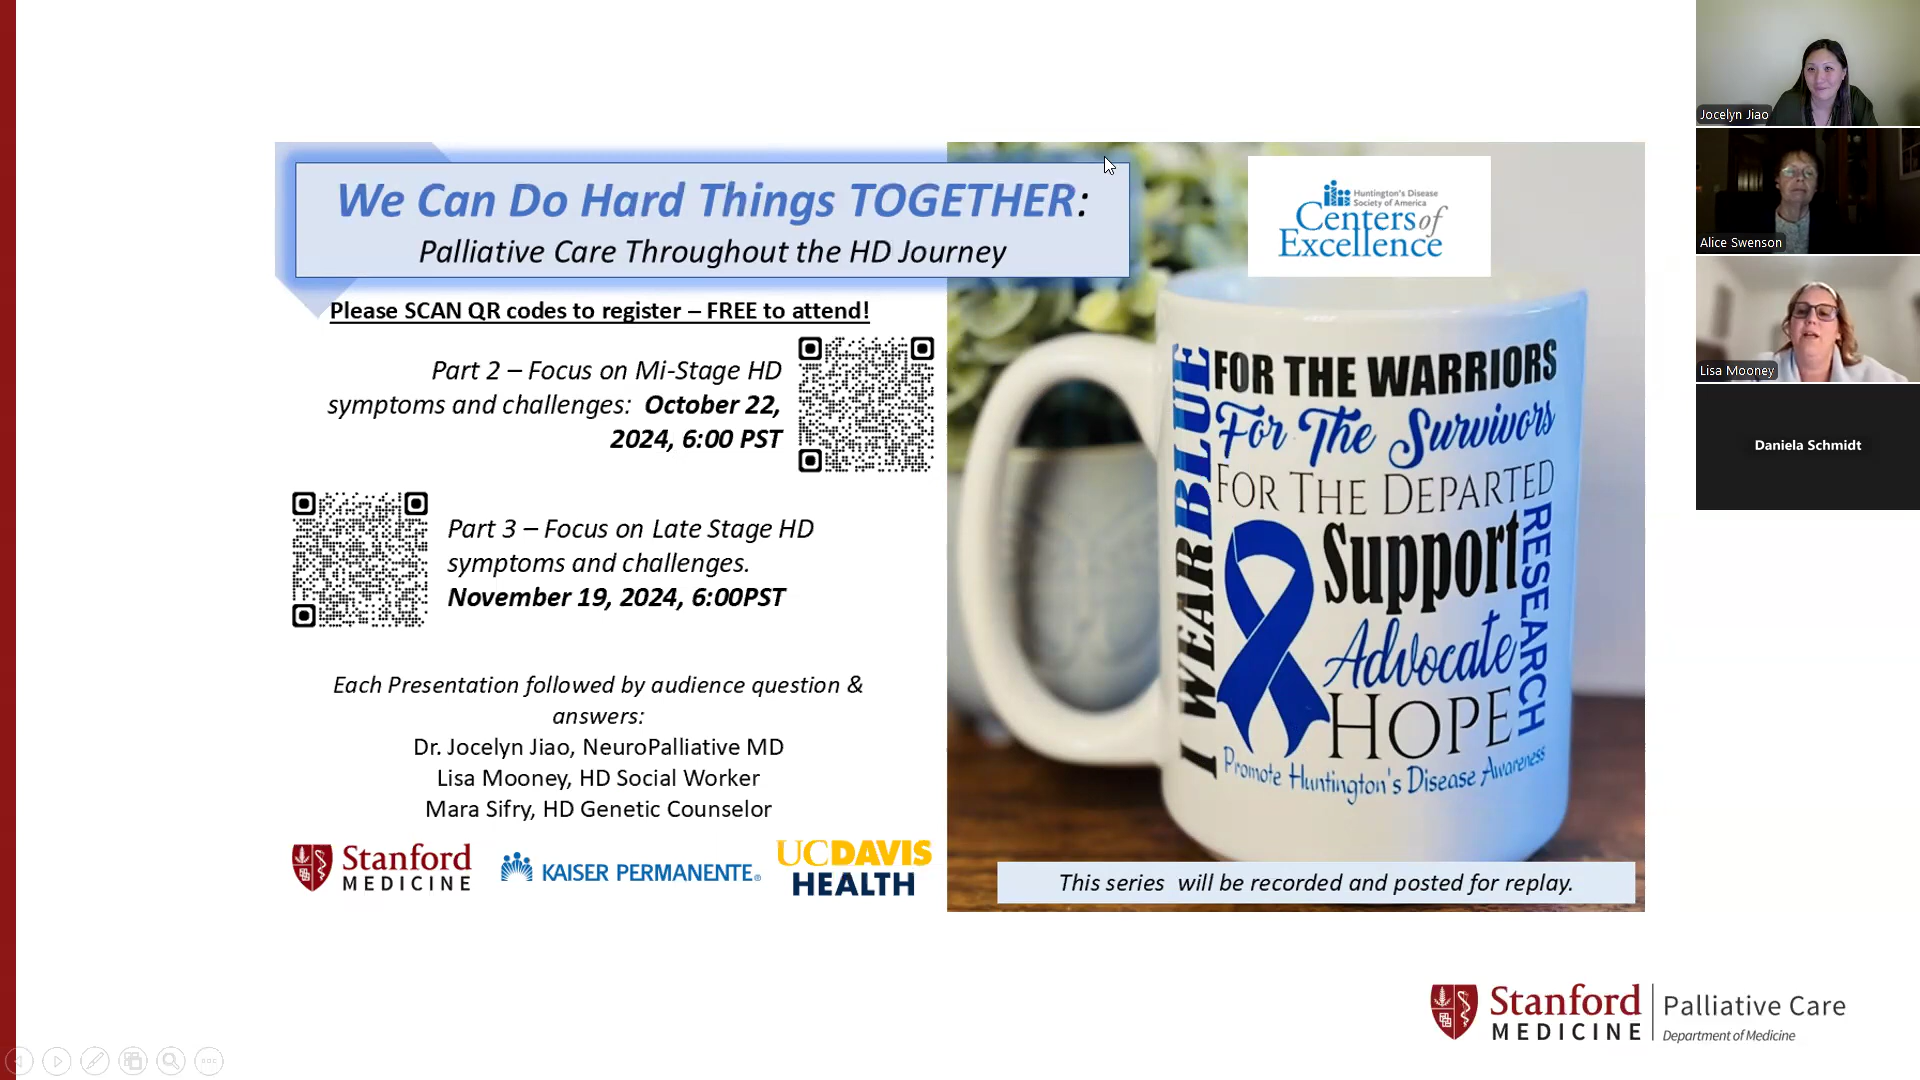 We Can Do Hard Things TOGETHER:
Palliative Care Throughout the HD Journey
Please SCAN QR codes to register – FREE to attend!
Part 2 – Focus on Mi-Stage HD
symptoms and challenges: October 22,
2024, 6:00 PST
Part 3 – Focus on Late Stage HD
symptoms and challenges.
November 19, 2024, 6:00PST
Each Presentation followed by audience question &
answers:
Dr. Jocelyn Jiao, NeuroPalliative MD
Lisa Mooney, HD Social Worker
Mara Sifry, HD Genetic Counselor
Stanford
MEDICINE
KAISER PERMANENTE®
UCDAVIS
HEALTH
Huntington's Disease
Society of America
Centers of
Excellence
I WEAR BLUE
FOR THE WARRIORS
For The Survivors
FOR THE DEPARTED
Support
RESEARCH
Advocate
HOPE
Promote Huntington's Disease Awareness
This series will be recorded and posted for replay.
Jocelyn Jiao
Alice Swenson
Lisa Mooney
Daniela Schmidt
Stanford
MEDICINE
Palliative Care
Department of Medicine